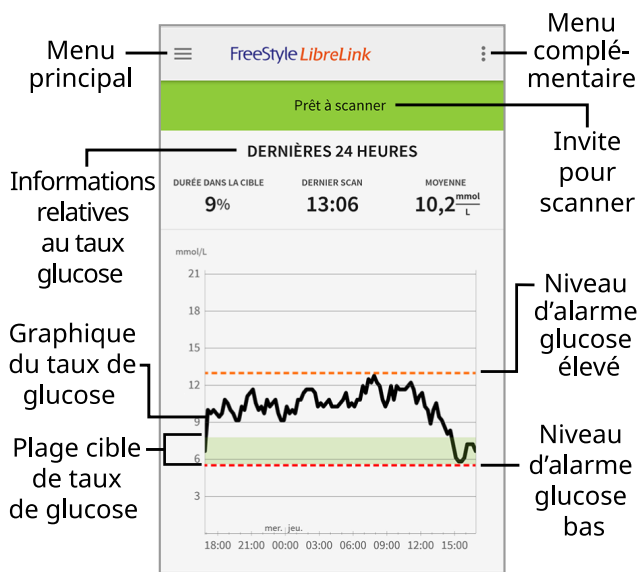 Menu
principal
FreeStyle LibreLink
Menu
complé-
mentaire
Prêt à scanner
Invite
pour
scanner
DERNIÈRES 24 HEURES
Informations
relatives
au taux
glucose
DURÉE DANS LA CIBLE
9%
DERNIER SCAN
13:06
MOYENNE
10,2 mmol/L
mmol/L
21
18
15
12
9
6
3
Niveau
d’alarme
glucose
élevé
Graphique
du taux de
glucose
Plage cible
de taux
de glucose
Niveau
d’alarme
glucose
bas
mer. jeu.
18:00 21:00 00:00 03:00 06:00 09:00 12:00 15:00